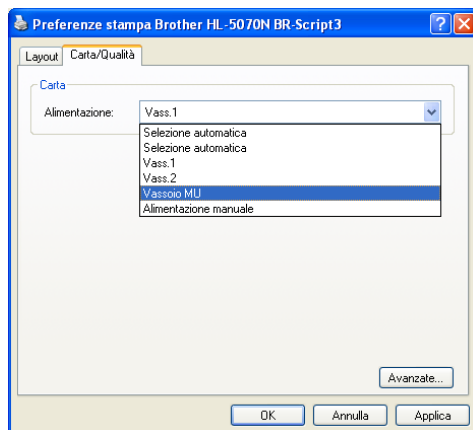 Preferenze stampa Brother HL-5070N BR-Script3
Layout Carta/Qualità
Carta
Alimentazione: Vass.1
Selezione automatica
Selezione automatica
Vass.1
Vass.2
Vassoio MU
Alimentazione manuale
Avanzate...
OK Annulla Applica